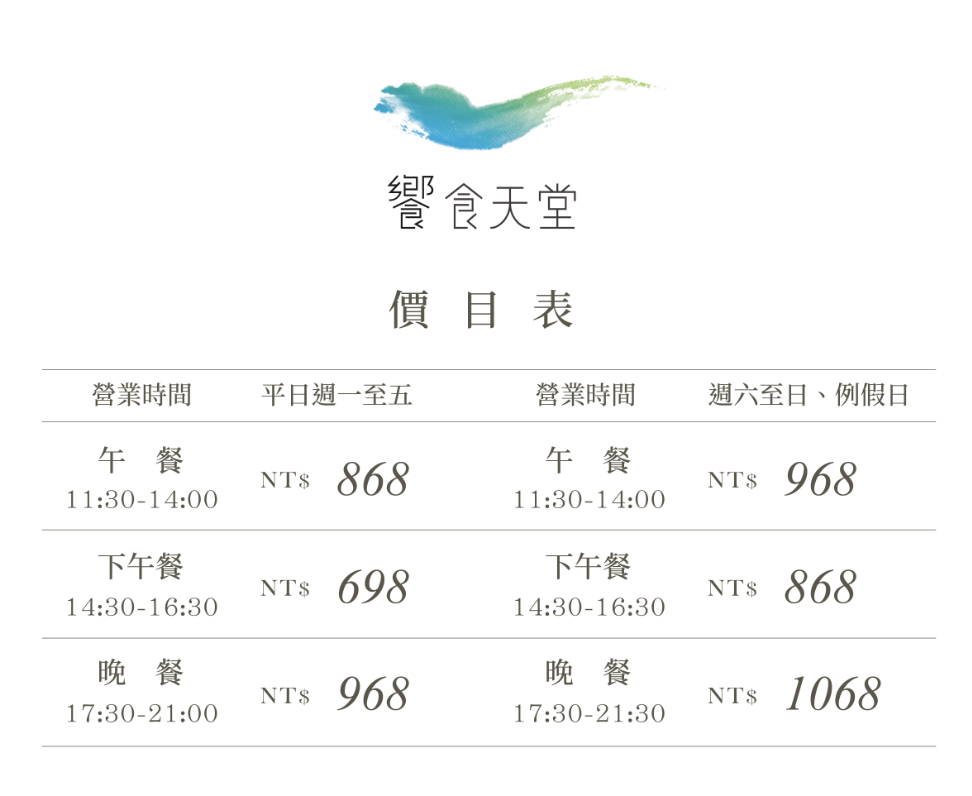 饗食天堂
價目表
營業時間 平日週一至五 營業時間 週六至日、例假日
午 餐
11:30-14:00
NT$ 868
午 餐
11:30-14:00
NT$ 968
下午餐
14:30-16:30
NT$ 698
下午餐
14:30-16:30
NT$ 868
晚 餐
17:30-21:00
NT$ 968
晚 餐
17:30-21:30
NT$ 1068